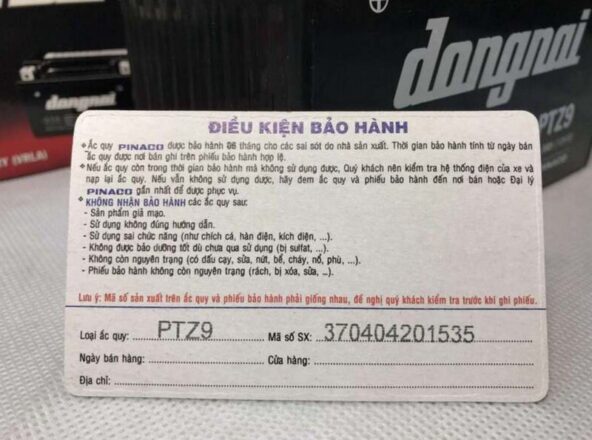 dongnai
dongnai
PTZ9
TY (VRLA)
ĐIỀU KIỆN BẢO HÀNH
Ắc quy PINACO được bảo hành 06 tháng cho các sai sót do nhà sản xuất. Thời gian bảo hành tính từ ngày bán
ắc quy được nơi bán ghi trên phiếu bảo hành hợp lệ.
Nếu ắc quy còn trong thời gian bảo hành mà không sử dụng được, Quý khách nên kiểm tra hệ thống điện của xe và
nạp lại ắc quy. Nếu vẫn không sử dụng được, hãy đem ắc quy và phiếu bảo hành đến nơi bán hoặc Đại lý
PINACO gần nhất để được phục vụ.
KHÔNG NHẬN BẢO HÀNH các ắc quy sau:
- Sản phẩm giả mạo.
- Sử dụng không đúng hướng dẫn.
- Sử dụng sai chức năng (như chích cá, hàn điện, kích điện, ...).
- Không được bảo dưỡng tốt dù chưa qua sử dụng (bị sulfat, ...).
- Không còn nguyên trạng (có dấu cạy, sửa, nứt, bể, cháy, nổ, phù, ...).
- Phiếu bảo hành không còn nguyên trạng (rách, bị xóa, sửa, ...).
Lưu ý: Mã số sản xuất trên ắc quy và phiếu bảo hành phải giống nhau, đề nghị quý khách kiểm tra trước khi ghi phiếu.
Loại ắc quy: PTZ9 Mã số SX: 370404201535
Ngày bán hàng: Cửa hàng:
Địa chỉ: